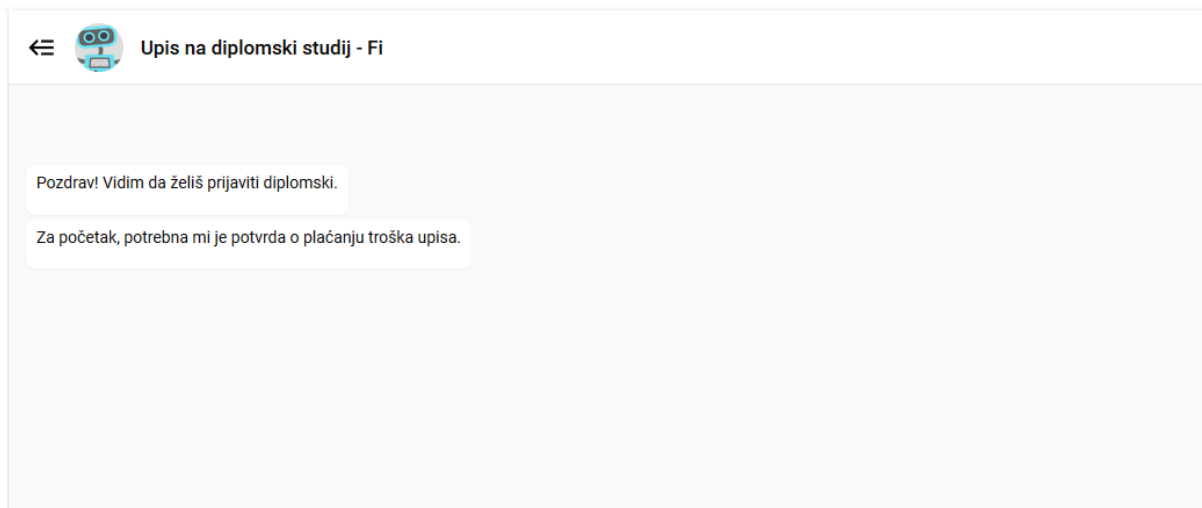 Upis na diplomski studij - Fi
Pozdrav! Vidim da želiš prijaviti diplomski.
Za početak, potrebna mi je potvrda o plaćanju troška upisa.